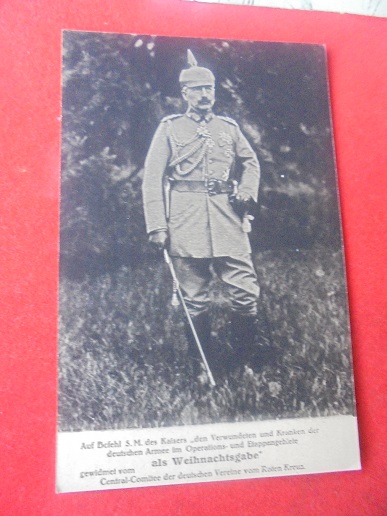 Auf Befehl S. M. des Kaisers „den Verwundeten und Kranken der
deutschen Armee im Operations- und Etappengebiete
als Weihnachtsgabe"
gewidmet vom
Central-Comitee der deutschen Vereine vom Roten Kreuz.